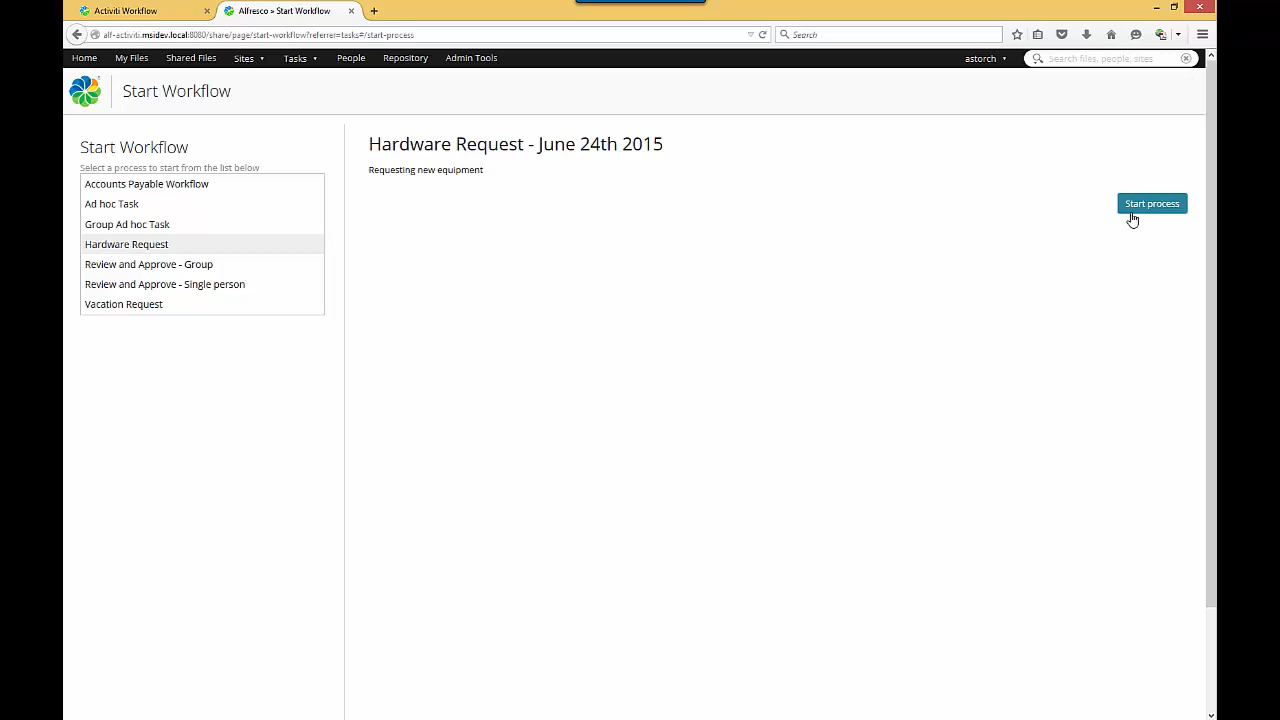 Activiti Workflow
Alfresco » Start Workflow
alf-activiti.msidev.local:8080/share/page/start-workflow?referrer=tasks#/start-process
Search
Home My Files Shared Files Sites Tasks People Repository Admin Tools
astorch
Search files, people, sites
Start Workflow
Start Workflow
Select a process to start from the list below
Accounts Payable Workflow
Ad hoc Task
Group Ad hoc Task
Hardware Request
Review and Approve - Group
Review and Approve - Single person
Vacation Request
Hardware Request - June 24th 2015
Requesting new equipment
Start process